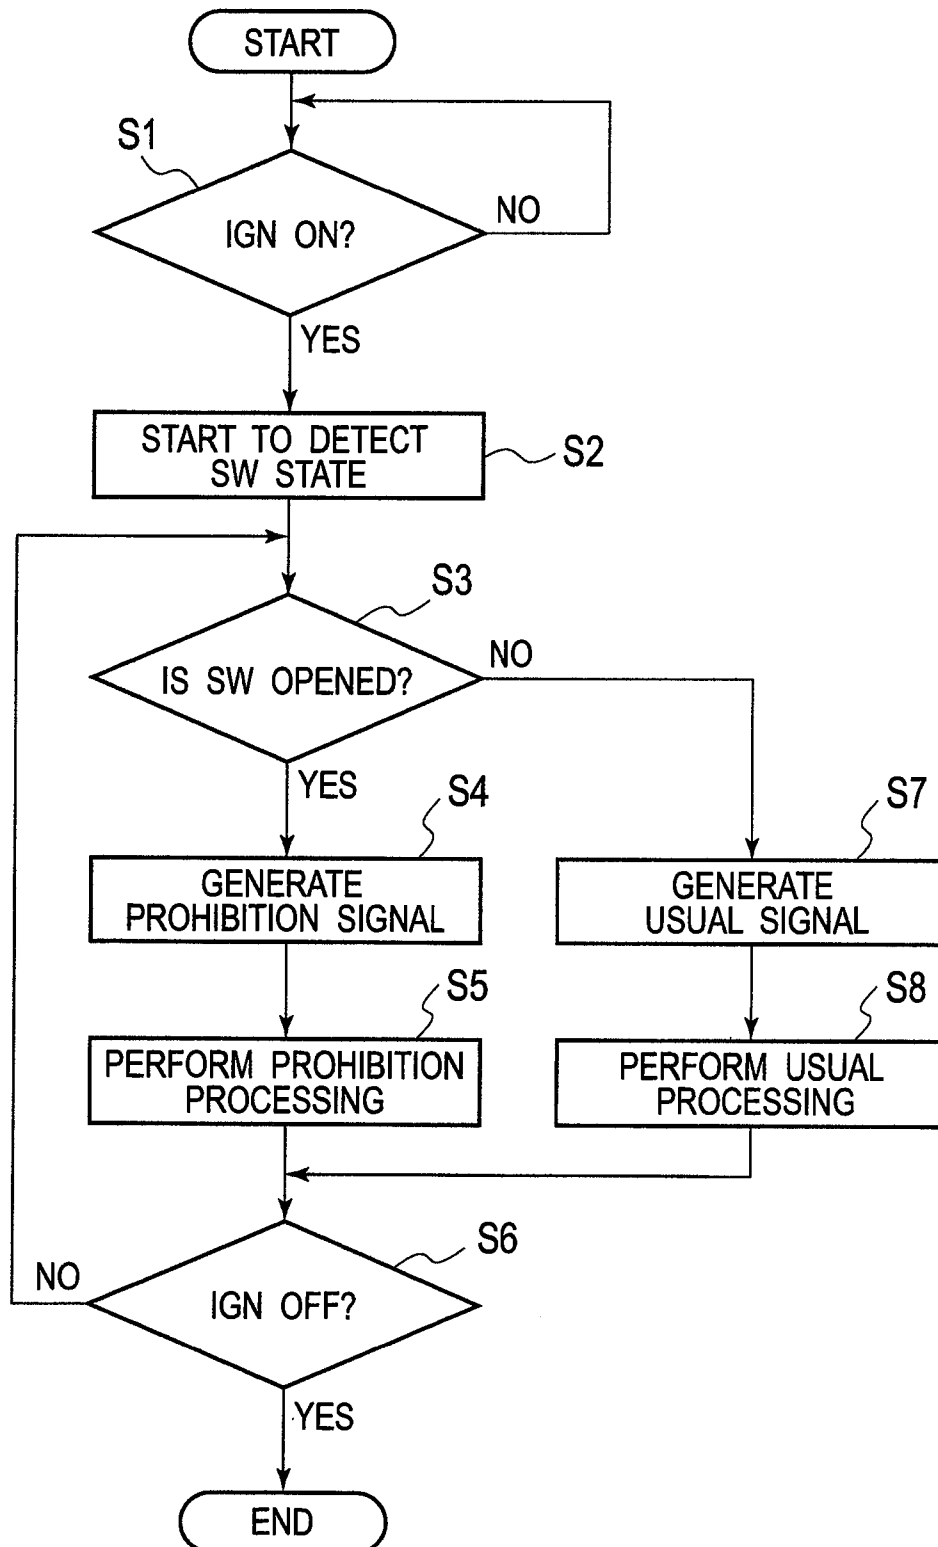 START
S1
IGN ON?
NO
YES
START TO DETECT
SW STATE
S2
S3
IS SW OPENED?
NO
YES
S4
S7
GENERATE
PROHIBITION SIGNAL
GENERATE
USUAL SIGNAL
S5
S8
PERFORM PROHIBITION
PROCESSING
PERFORM USUAL
PROCESSING
S6
NO
IGN OFF?
YES
END